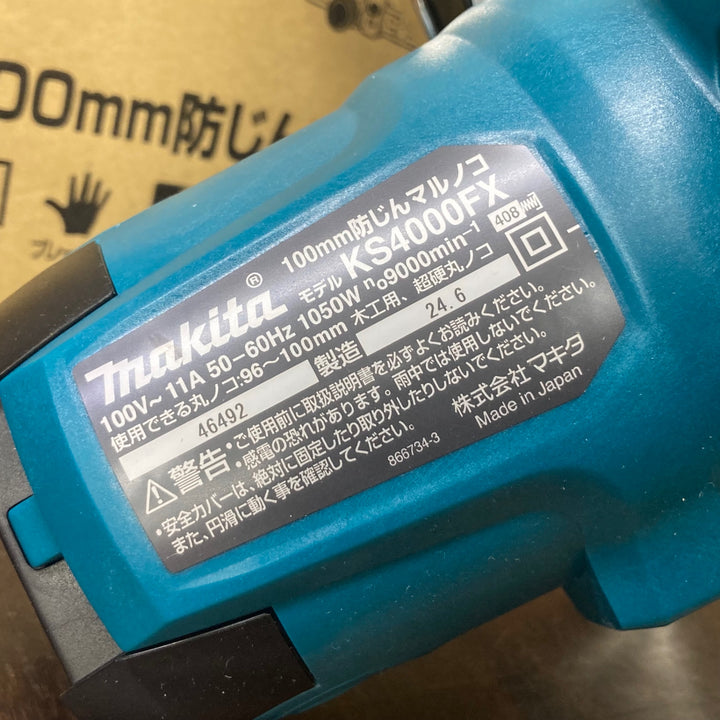 00mm防じん
ブレー
makita®
100mm防じんマルノコ
モデル KS4000FX
408
100V~ 11A 50-60Hz 1050W n₀9000min⁻¹
使用できる丸ノコ:96~100mm 木工用. 超硬丸ノコ
46492
製造
24.6
警告
・ご使用前に取扱説明書を必ずよくお読みください。
・感電の恐れがあります。雨中では使用しないでください。
・安全カバーは、絶対に固定したり取り外したりしないでください。
また、円滑に動く事を確認してください。
866734-3
株式会社 マキタ
Made in Japan